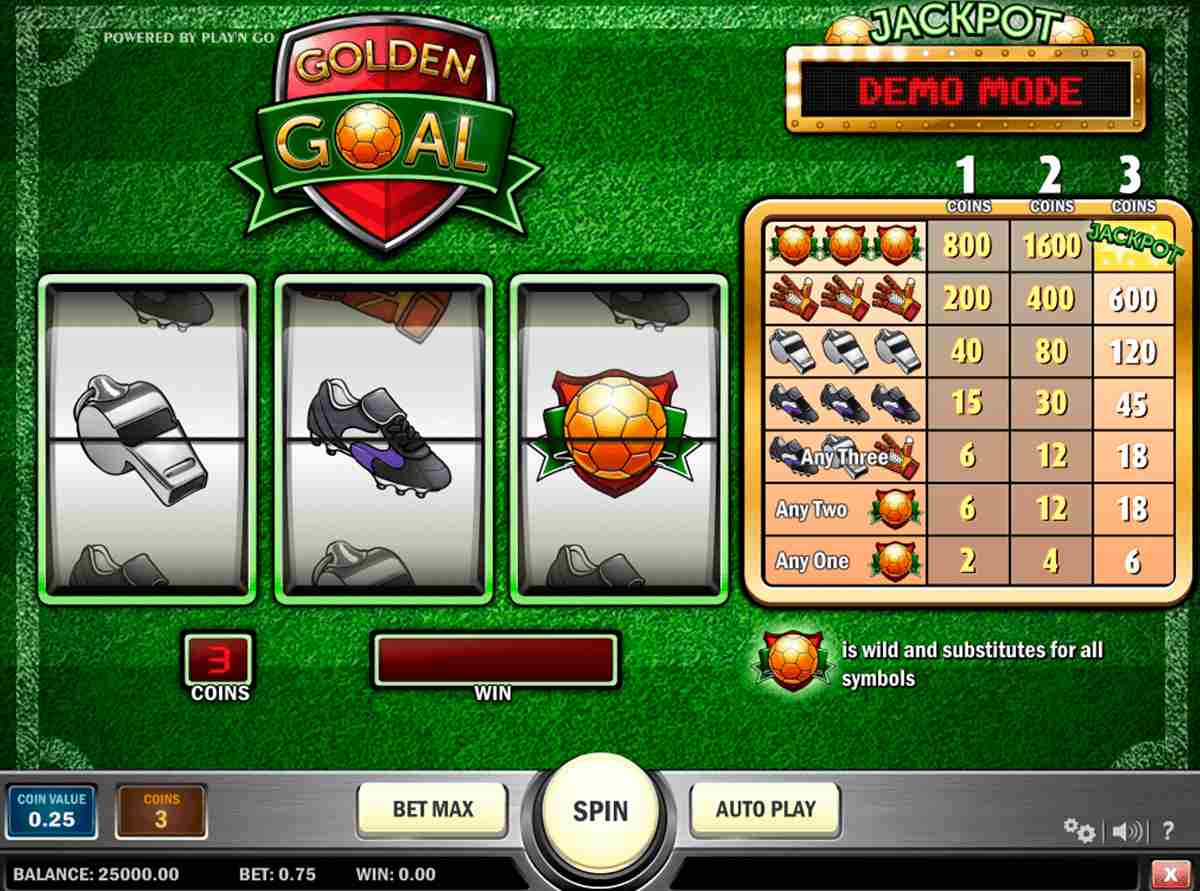 POWERED BY PLAY'N GO
GOLDEN
GOAL
JACKPOT
DEMO MODE
1 2 3
COINS COINS COINS
800 1600 JACKPOT
200 400 600
40 80 120
15 30 45
Any Three 6 12 18
Any Two 6 12 18
Any One 2 4 6
is wild and substitutes for all
symbols
3
COINS
WIN
COIN VALUE
0.25
COINS
3
BET MAX
SPIN
AUTO PLAY
?
BALANCE: 25000.00 BET: 0.75 WIN: 0.00
X